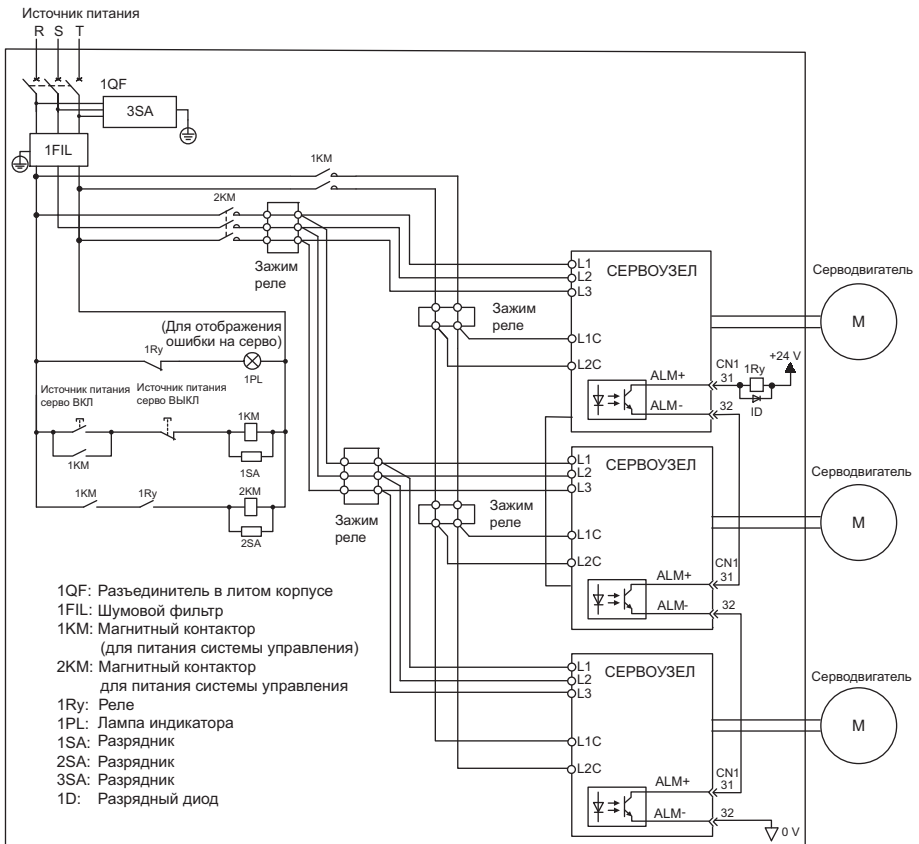 Источник питания
R S T
1QF
3SA
1FIL
1KM
2KM
Зажим
реле
СЕРВОУЗЕЛ
L1
L2
L3
L1C
L2C
ALM+
ALM-
CN1
31
32
1Ry
+24 V
ID
Серводвигатель
M
Зажим
реле
(Для отображения
ошибки на серво)
1Ry
1PL
Источник питания
серво ВКЛ
Источник питания
серво ВЫКЛ
1KM
1KM
1SA
1KM
1Ry
2KM
2SA
Зажим
реле
СЕРВОУЗЕЛ
L1
L2
L3
L1C
L2C
ALM+
ALM-
CN1
31
32
Серводвигатель
M
Зажим
реле
СЕРВОУЗЕЛ
L1
L2
L3
L1C
L2C
ALM+
ALM-
CN1
31
32
0 V
Серводвигатель
M
1QF: Разъединитель в литом корпусе
1FIL: Шумовой фильтр
1KM: Магнитный контактор
(для питания системы управления)
2KM: Магнитный контактор
для питания системы управления
1Ry: Реле
1PL: Лампа индикатора
1SA: Разрядник
2SA: Разрядник
3SA: Разрядник
1D: Разрядный диод